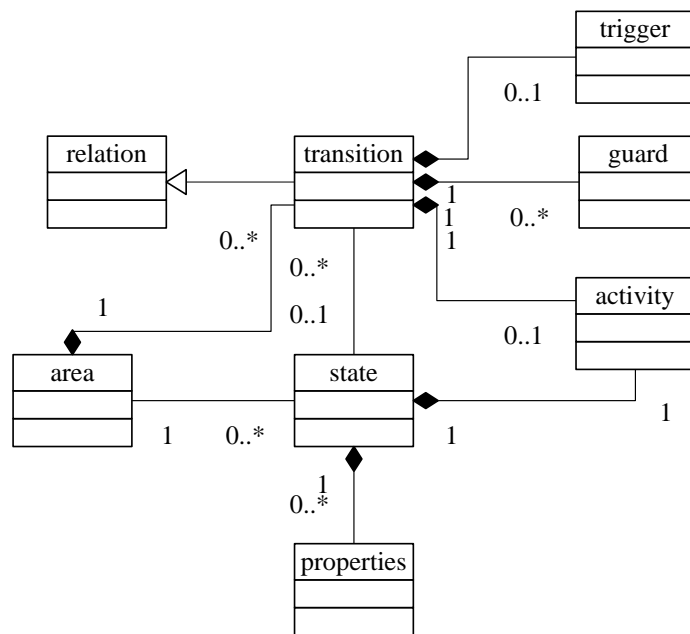 trigger
0..1
relation
transition
guard
1
1
0..*
1
0..*
0..*
activity
1
0..1
0..1
area
state
1
1
0..*
1
1
0..*
properties